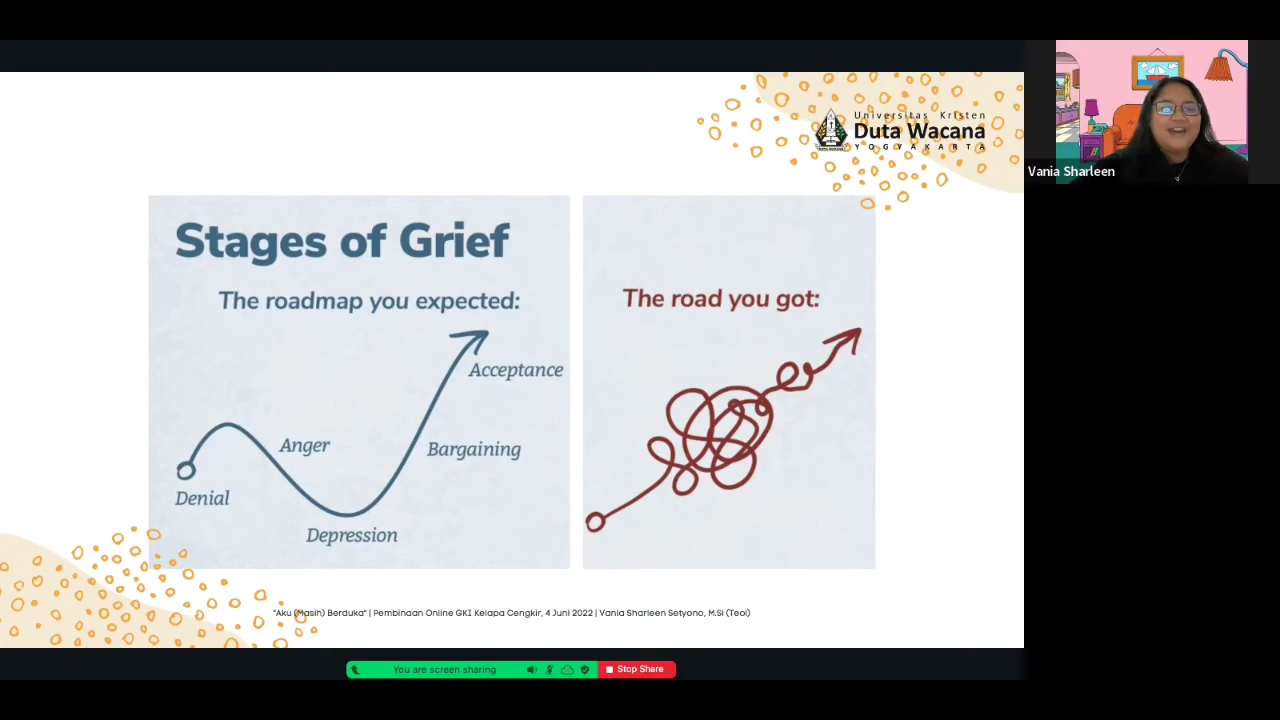 Universitas Kristen
Duta Wacana
YOGYAKARTA
Vania Sharleen
Stages of Grief
The roadmap you expected:
Acceptance
Anger
Bargaining
Denial
Depression
The road you got:
"Aku (Masih) Berduka" | Pembinaan Online GKI Kelapa Cengkir, 4 Juni 2022 | Vania Sharleen Setyono, M.Si (Teol)
You are screen sharing
Stop Share